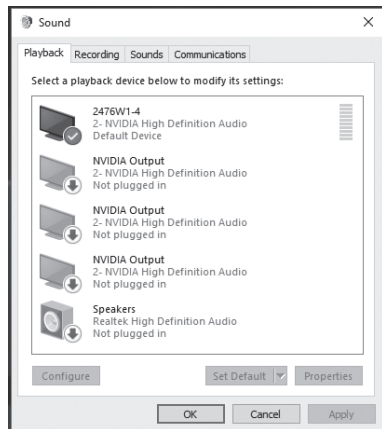 Sound
Playback Recording Sounds Communications
Select a playback device below to modify its settings:
2476W1-4
2- NVIDIA High Definition Audio
Default Device
NVIDIA Output
2- NVIDIA High Definition Audio
Not plugged in
NVIDIA Output
2- NVIDIA High Definition Audio
Not plugged in
NVIDIA Output
2- NVIDIA High Definition Audio
Not plugged in
Speakers
Realtek High Definition Audio
Not plugged in
Configure Set Default Properties
OK Cancel Apply